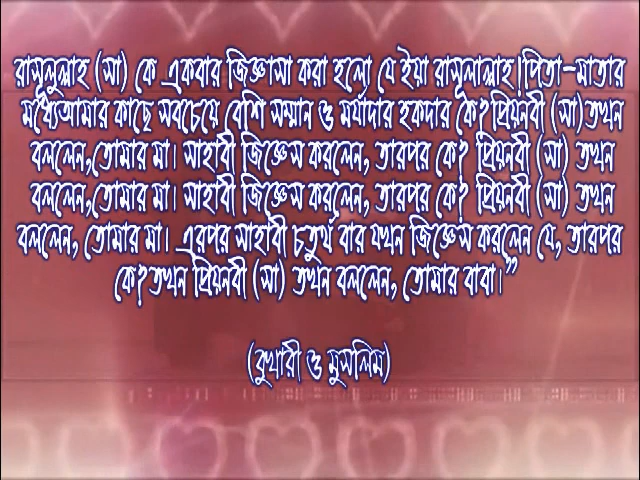 রাসূলুল্লাহ (সা) কে একবার জিজ্ঞাসা করা হলো যে ইয়া রাসূলাল্লাহ!পিতা-মাতার
মধ্যেআমার কাছে সবচেয়ে বেশি সম্মান ও মর্যাদার হকদার কে?প্রিয়নবী (সা)তখন
বললেন,তোমার মা। সাহাবী জিজ্ঞেস করলেন, তারপর কে? প্রিয়নবী (সা) তখন
বললেন,তোমার মা। সাহাবী জিজ্ঞেস করলেন, তারপর কে? প্রিয়নবী (সা) তখন
বললেন, তোমার মা। এরপর সাহাবী চতুর্থ বার যখন জিজ্ঞেস করলেন যে, তারপর
কে?তখন প্রিয়নবী (সা) তখন বললেন, তোমার বাবা।”
(বুখারী ও মুসলিম)